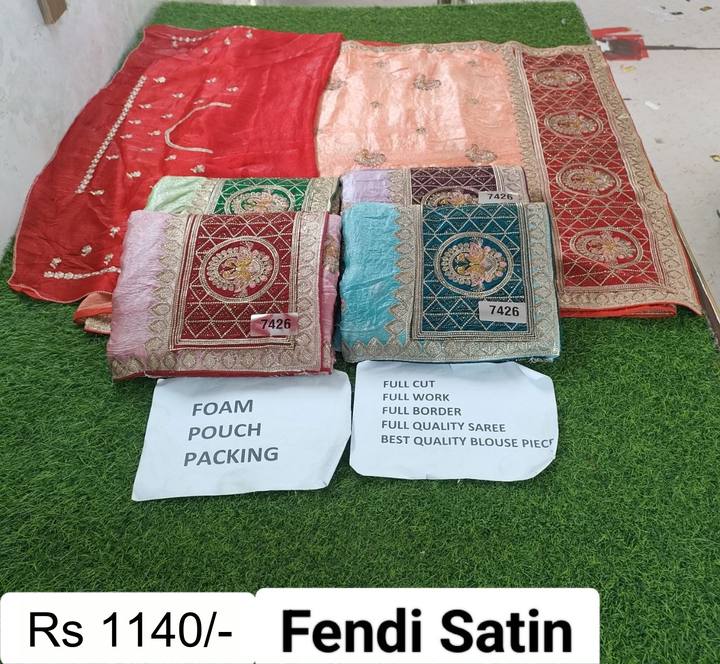 7426
7426
7426
FOAM
POUCH
PACKING
FULL CUT
FULL WORK
FULL BORDER
FULL QUALITY SAREE
BEST QUALITY BLOUSE PIECE
Rs 1140/-
Fendi Satin